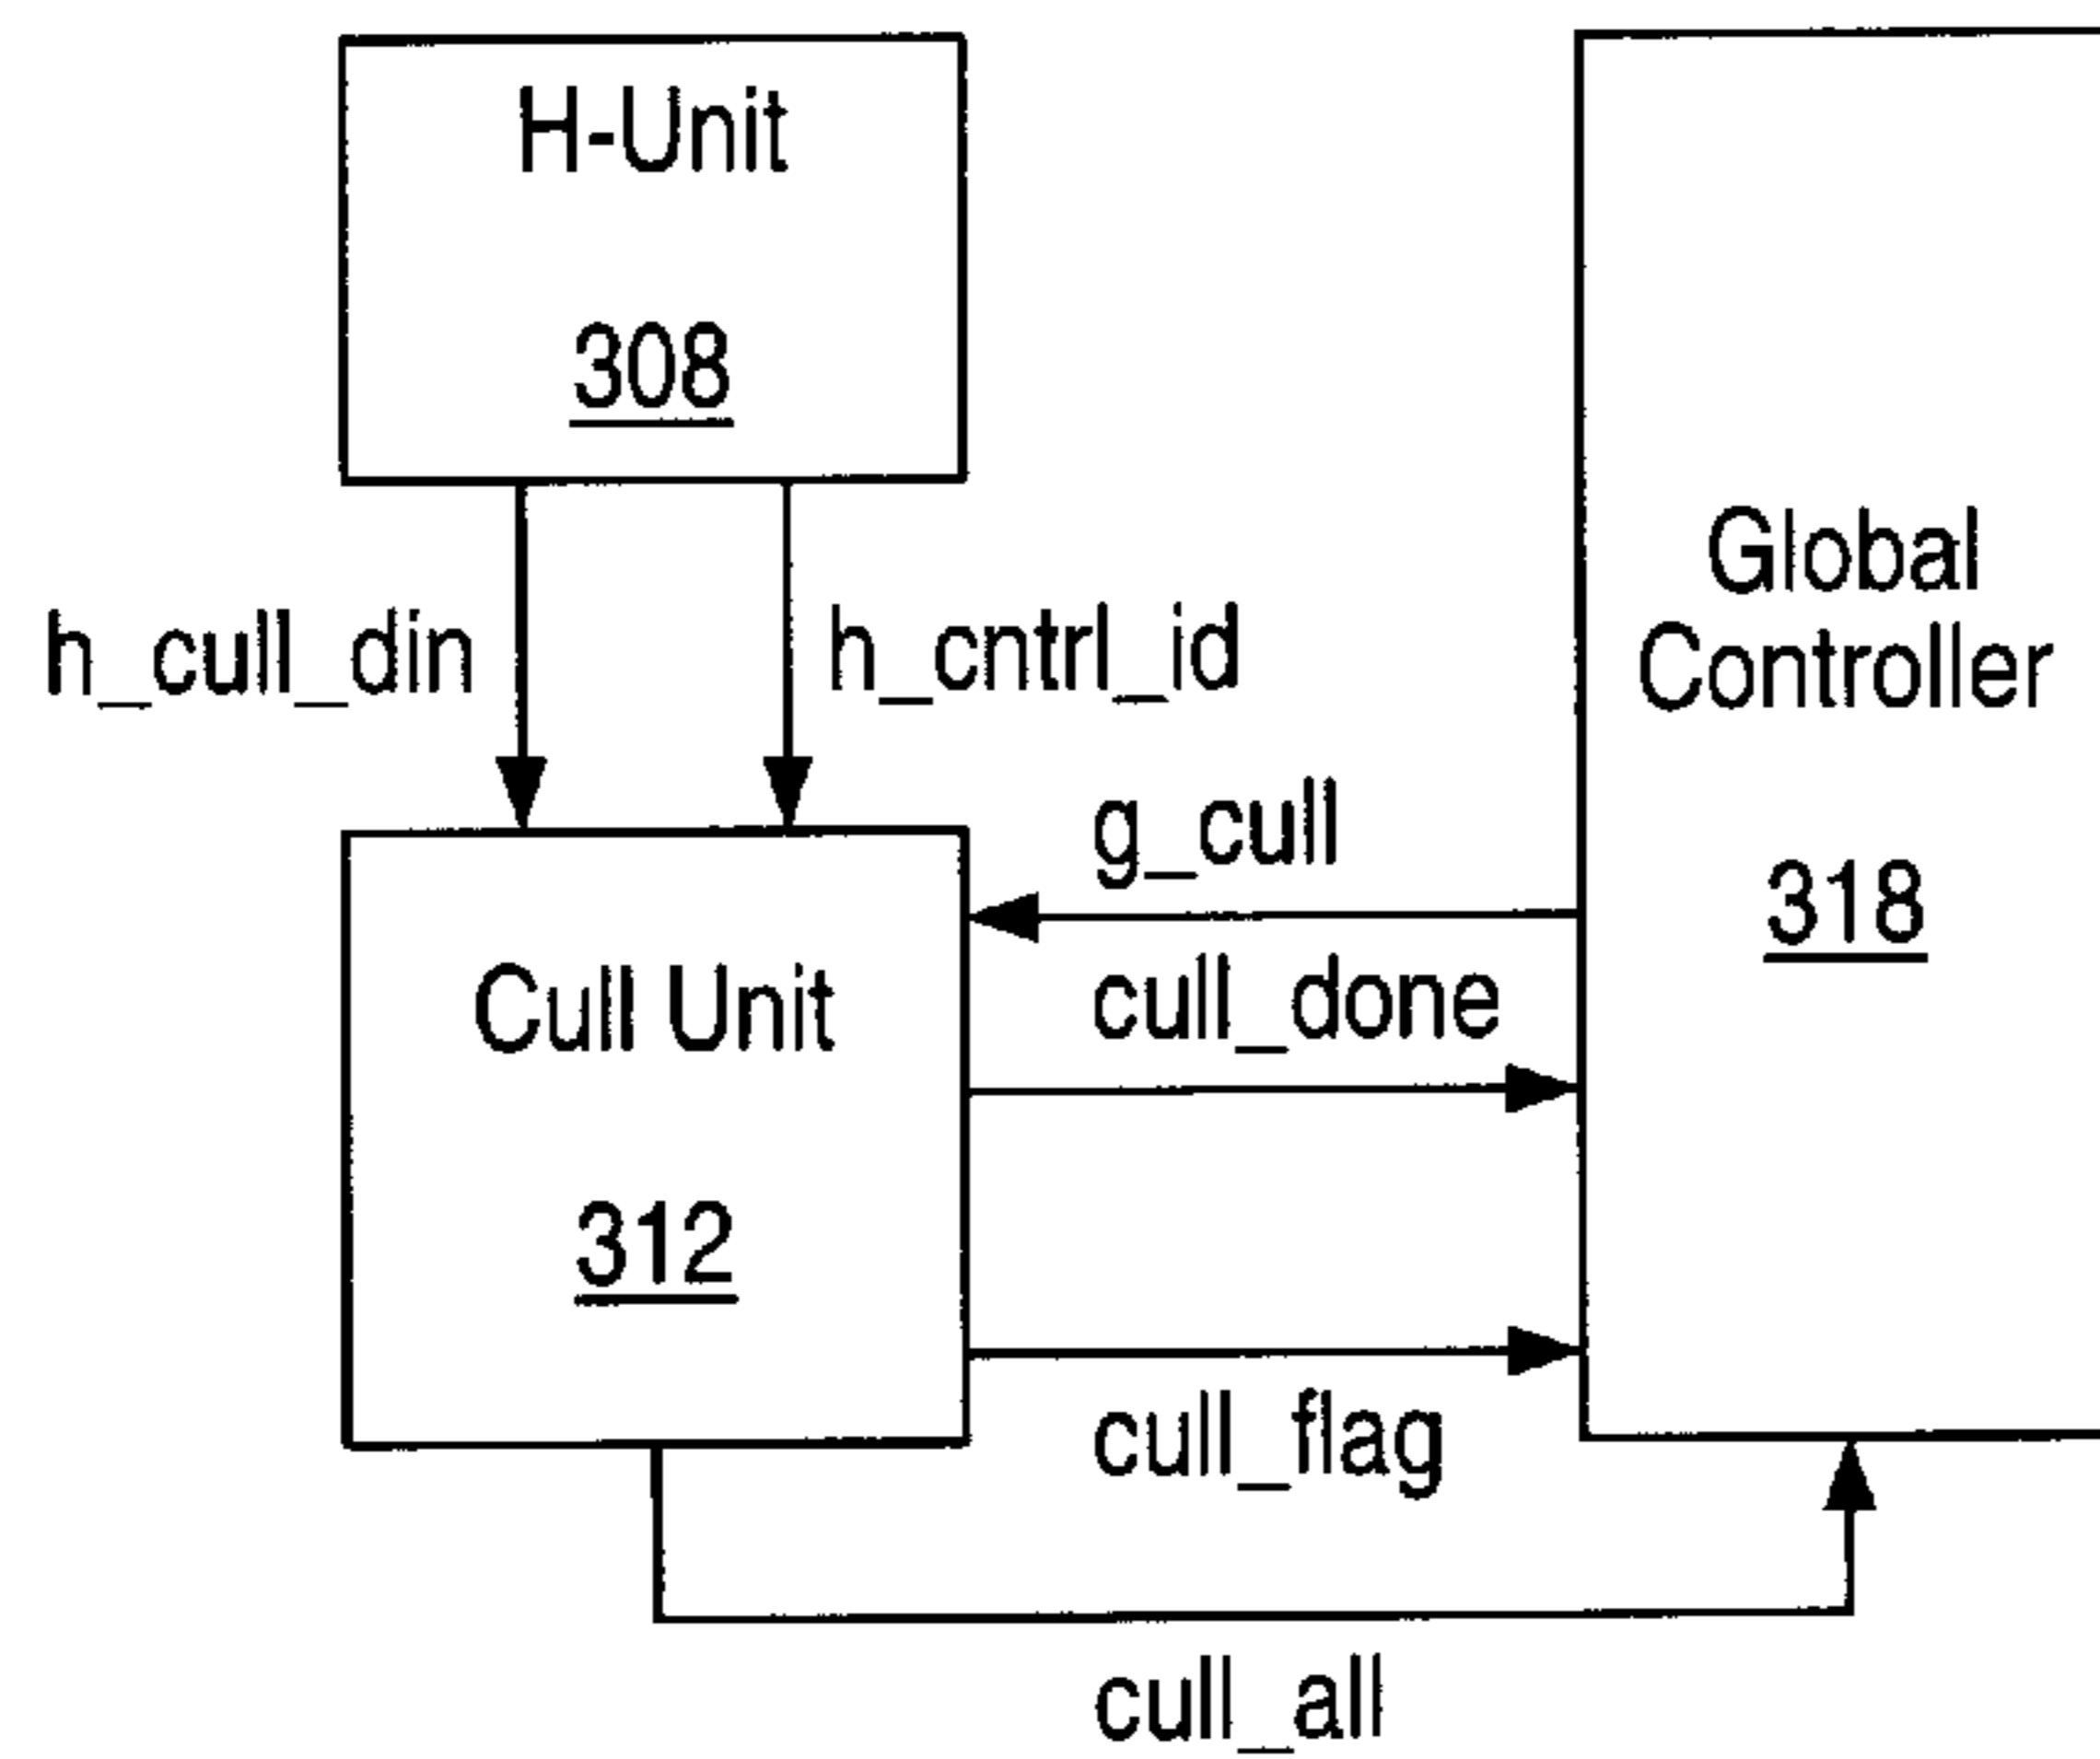 H-Unit
308
h_cull_din
h_cntrl_id
Global
Controller
318
g_cull
cull_done
Cull Unit
312
cull_flag
cull_all